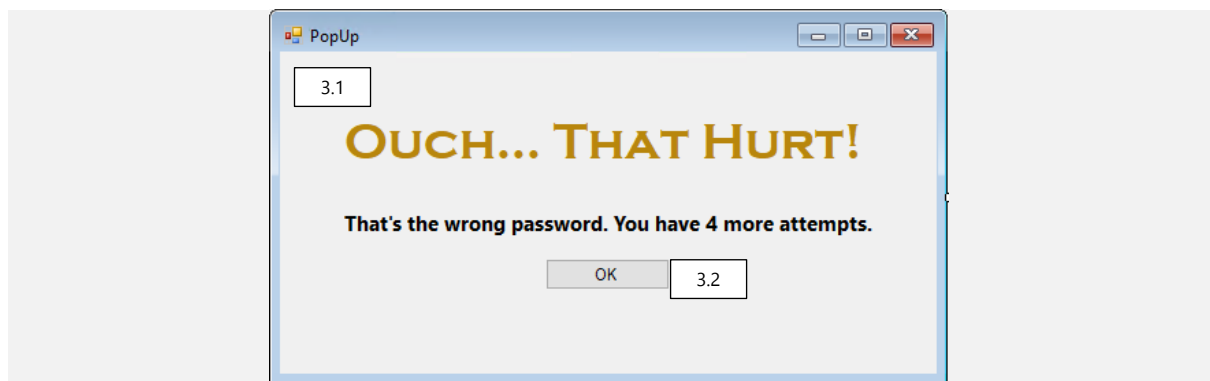 PopUp
3.1
Ouch... That Hurt!
That's the wrong password. You have 4 more attempts.
OK
3.2